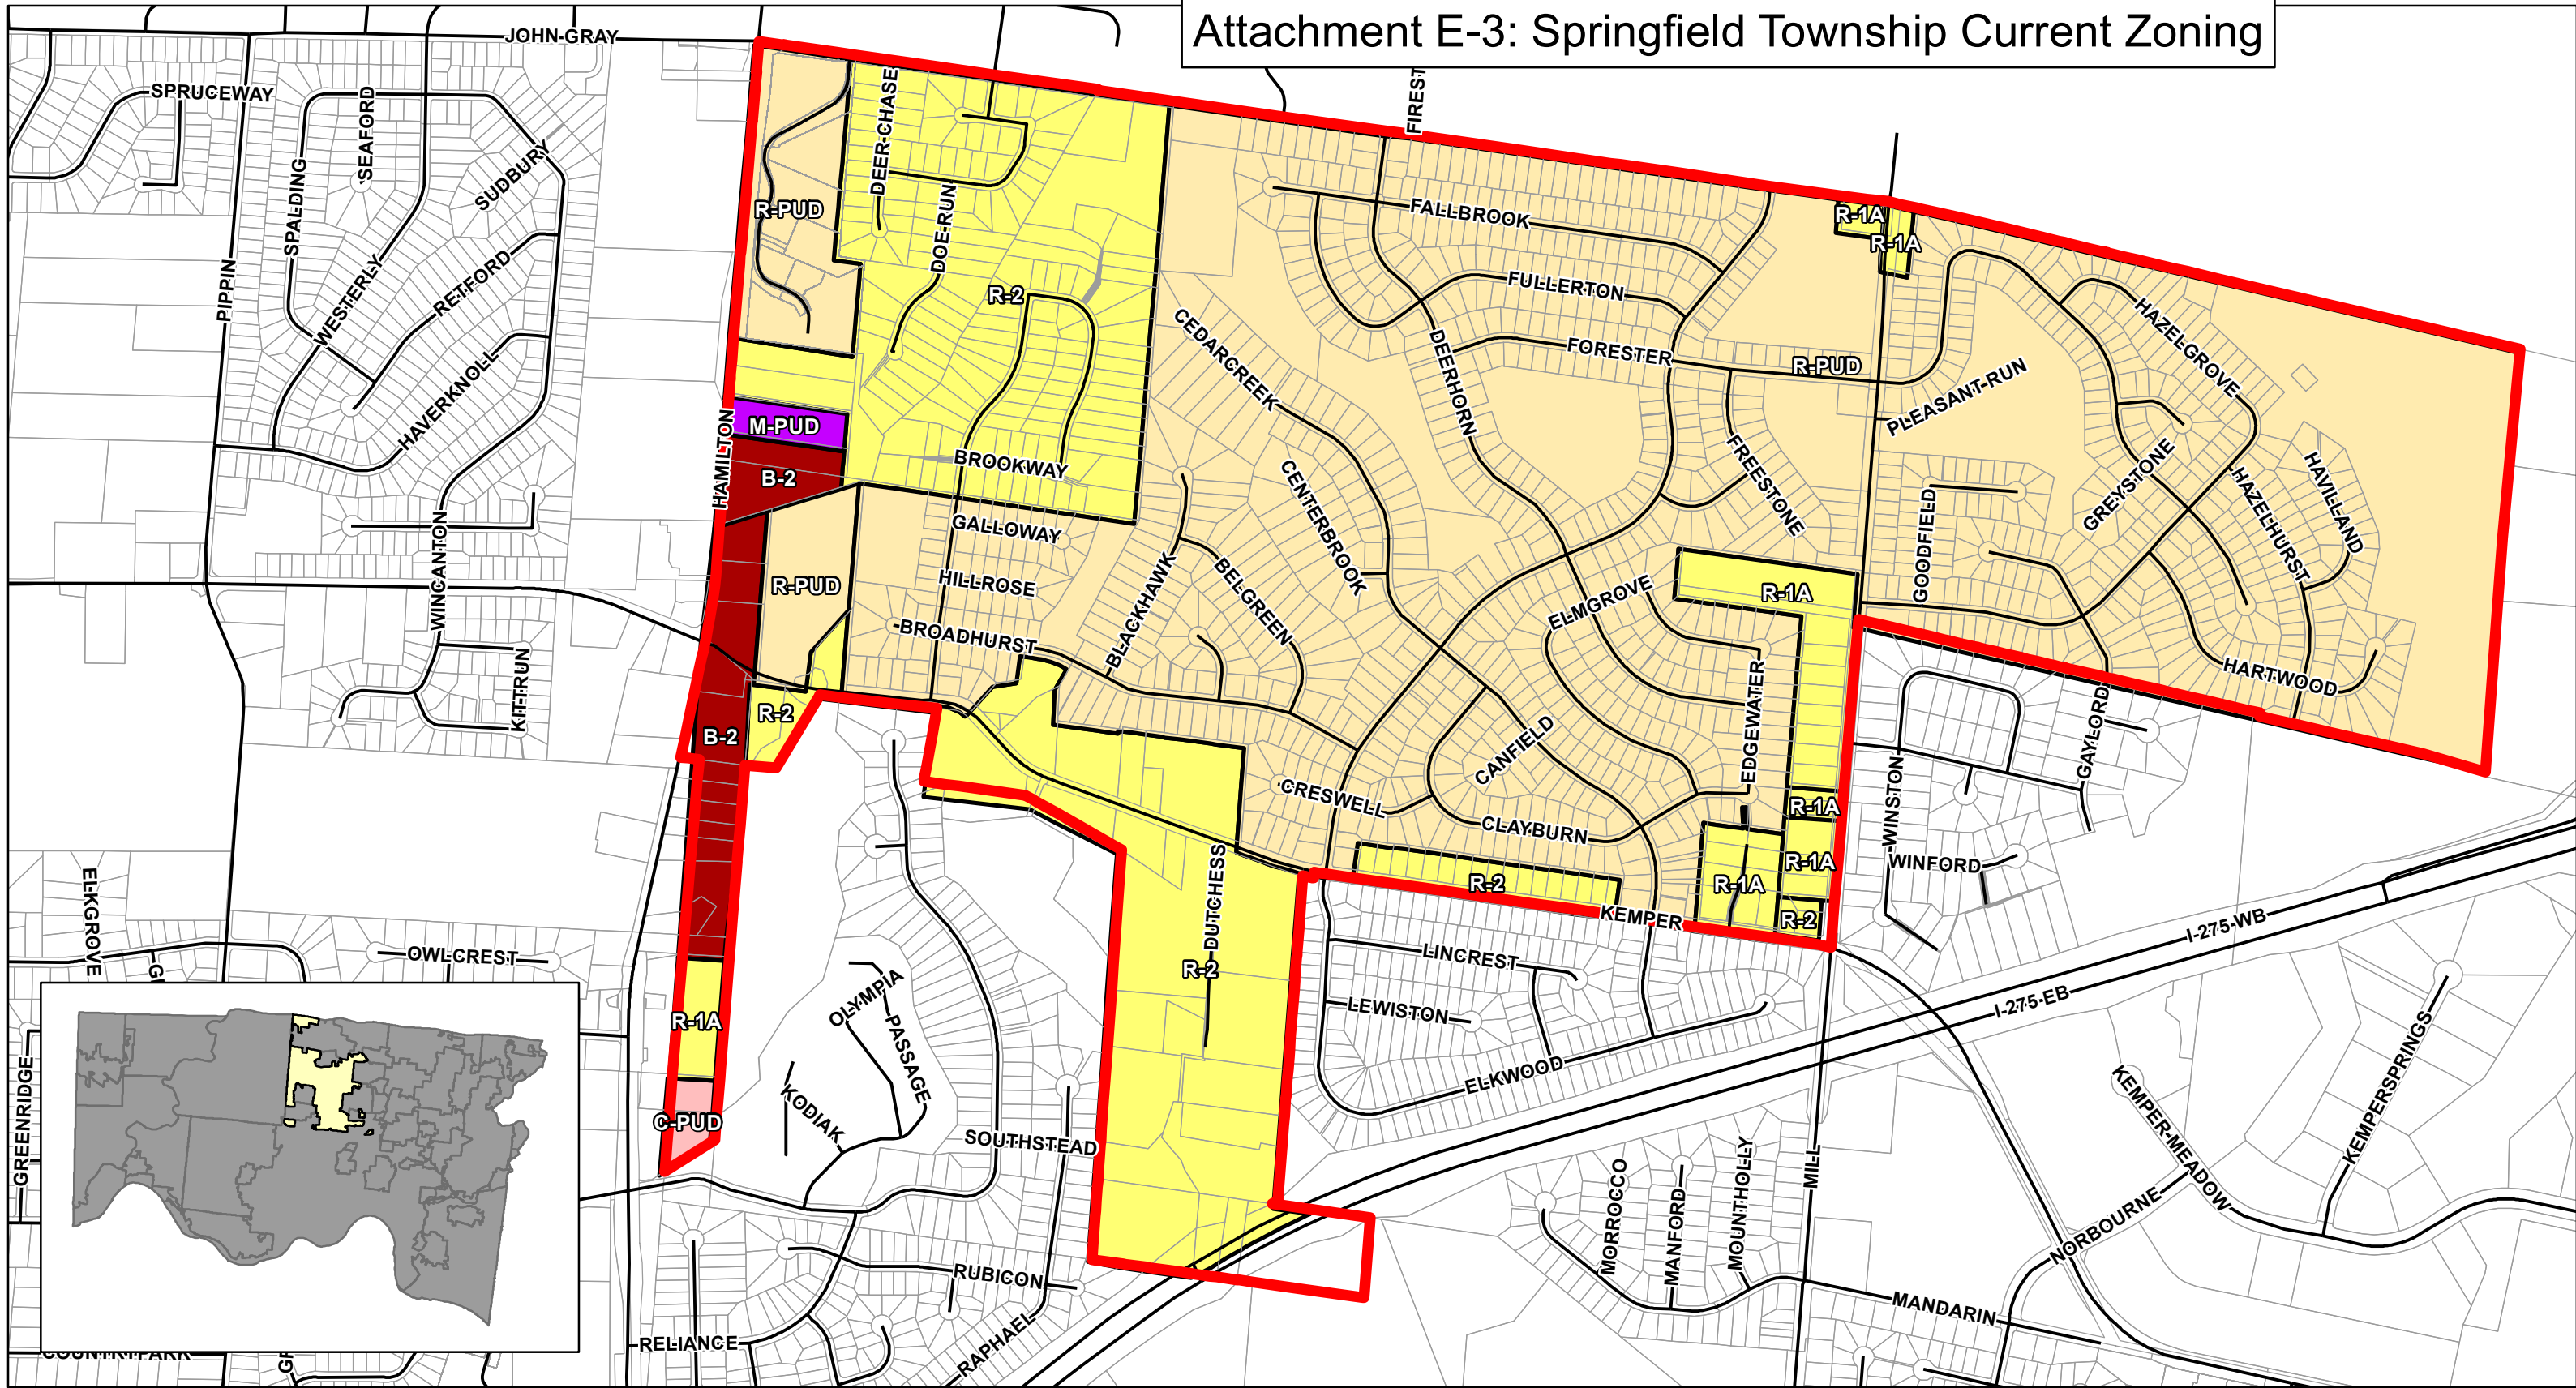 Attachment E-3: Springfield Township Current Zoning
JOHN-GRAY
SPRUCEWAY
SEAFORD
SUDBURY
SPALDING
PIPPIN
WESTERLY
RETFORD
HAVERKNOLL
WINCANTON
KITTRUN
HAMILTON
R-PUD
DEER-CHASE
DOE-RUN
R-2
M-PUD
B-2
BROOKWAY
GALLOWAY
HILLROSE
R-PUD
BROADHURST
BLACKHAWK
BELGREEN
R-2
B-2
FIREST
FALLBROOK
FULLERTON
FORESTER
CEDARCREEK
DEERHORN
CENTERBROOK
FREESTONE
R-1A
R-1A
R-PUD
PLEASANT-RUN
HAZELGROVE
GREYSTONE
HAZELHURST
HAVILAND
GOODFIELD
HARTWOOD
R-1A
ELMGROVE
EDGEWATER
CANFIELD
CRESWELL
CLAYBURN
R-1A
R-1A
R-1A
R-2
R-2
KEMPER
GAYLORD
WINSTON
WINFORD
I-275-WB
I-275-EB
DUTCHESS
R-2
LINCREST
LEWISTON
ELKWOOD
ELKGROVE
OWLCREST
R-1A
C-PUD
OLYMPIA
PASSAGE
KODIAK
SOUTHSTEAD
GREENRIDGE
RUBICON
RELIANCE
RAPHAEL
MORROCCO
MANFORD
MOUNTHOLLY
MILL
KEMPER-MEADOW
KEMPERSPRINGS
NORBOURNE
MANDARIN